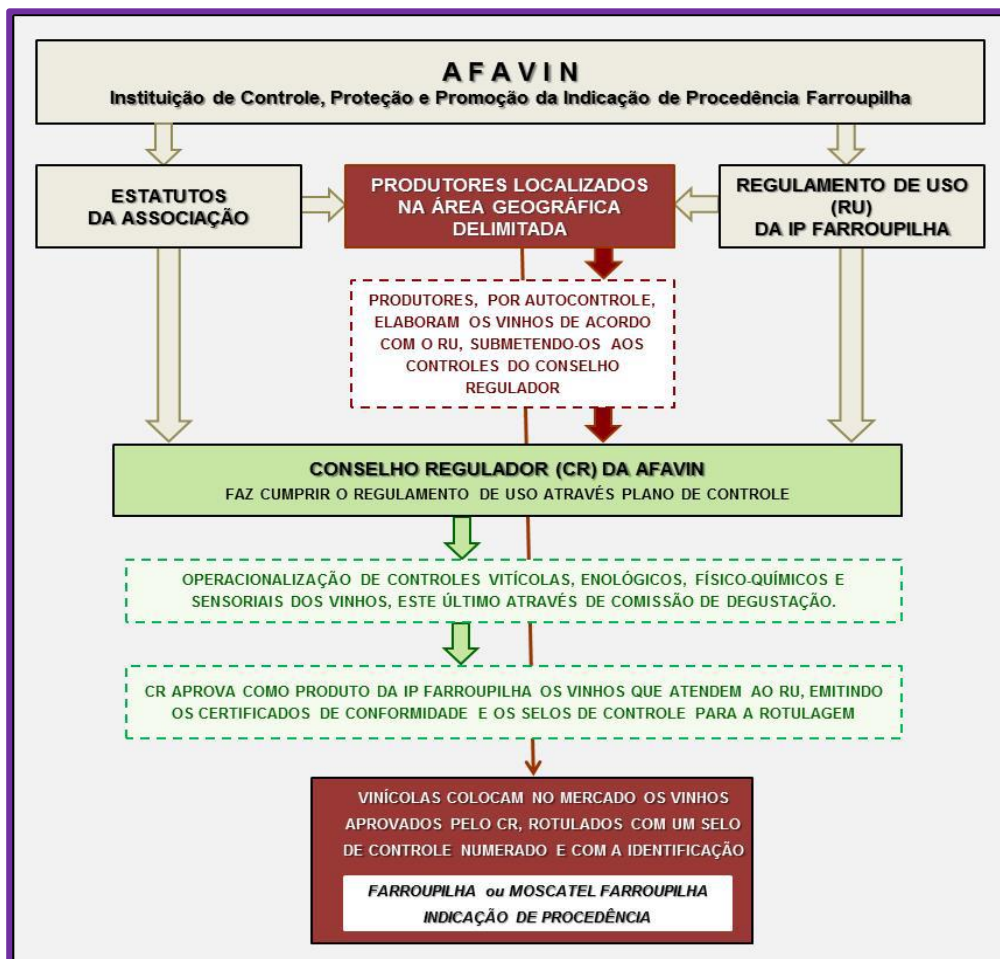 AFAVIN
Instituição de Controle, Proteção e Promoção da Indicação de Procedência Farroupilha
ESTATUTOS
DA ASSOCIAÇÃO
PRODUTORES LOCALIZADOS
NA ÁREA GEOGRÁFICA
DELIMITADA
REGULAMENTO DE USO
(RU)
DA IP FARROUPILHA
PRODUTORES, POR AUTOCONTROLE,
ELABORAM OS VINHOS DE ACORDO
COM O RU, SUBMETENDO-OS AOS
CONTROLES DO CONSELHO
REGULADOR
CONSELHO REGULADOR (CR) DA AFAVIN
FAZ CUMPRIR O REGULAMENTO DE USO ATRAVÉS PLANO DE CONTROLE
OPERACIONALIZAÇÃO DE CONTROLES VITÍCOLAS, ENOLÓGICOS, FÍSICO-QUÍMICOS E
SENSORIAIS DOS VINHOS, ESTE ÚLTIMO ATRAVÉS DE COMISSÃO DE DEGUSTAÇÃO.
CR APROVA COMO PRODUTO DA IP FARROUPILHA OS VINHOS QUE ATENDEM AO RU, EMITINDO
OS CERTIFICADOS DE CONFORMIDADE E OS SELOS DE CONTROLE PARA A ROTULAGEM
VINÍCOLAS COLOCAM NO MERCADO OS VINHOS
APROVADOS PELO CR, ROTULADOS COM UM SELO
DE CONTROLE NUMERADO E COM A IDENTIFICAÇÃO
FARROUPILHA ou MOSCATEL FARROUPILHA
INDICAÇÃO DE PROCEDÊNCIA